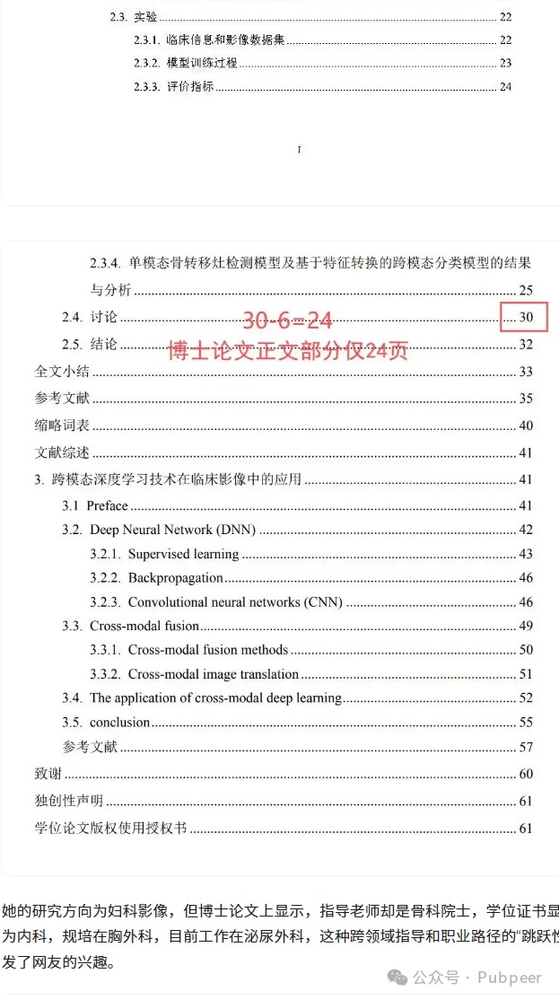 2.3. 实验........ 22
2.3.1. 临床信息和影像数据集........ 22
2.3.2. 模型训练过程........ 23
2.3.3. 评价指标........ 24
I
2.3.4. 单模态骨转移灶检测模型及基于特征转换的跨模态分类模型的结果
与分析........ 25
2.4. 讨论........ 30
30-6=24
2.5. 结论........ 32
博士论文正文部分仅24页
全文小结........ 33
参考文献........ 35
缩略词表........ 40
文献综述........ 41
3. 跨模态深度学习技术在临床影像中的应用........ 41
3.1 Preface........ 41
3.2. Deep Neural Network (DNN)........ 42
3.2.1. Supervised learning........ 43
3.2.2. Backpropagation........ 46
3.2.3. Convolutional neural networks (CNN)........ 46
3.3. Cross-modal fusion........ 49
3.3.1. Cross-modal fusion methods........ 50
3.3.2. Cross-modal image translation........ 51
3.4. The application of cross-modal deep learning........ 52
3.5. conclusion........ 55
参考文献........ 57
致谢........ 60
独创性声明........ 61
学位论文版权使用授权书........ 61
她的研究方向为妇科影像，但博士论文上显示，指导老师却是骨科院士，学位证书显
为内科，规培在胸外科，目前工作在泌尿外科，这种跨领域指导和职业路径的“跳跃性
发了网友的兴趣。
公众号 · Pubpeer